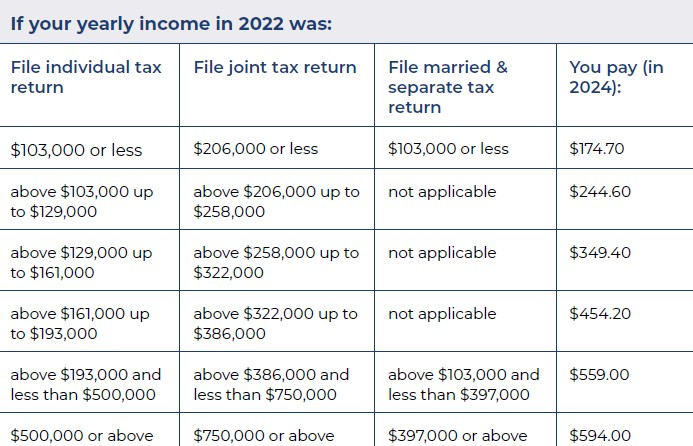 If your yearly income in 2022 was:
File individual tax return
File joint tax return
File married & separate tax return
You pay (in 2024):
$103,000 or less
$206,000 or less
$103,000 or less
$174.70
above $103,000 up to $129,000
above $206,000 up to $258,000
not applicable
$244.60
above $129,000 up to $161,000
above $258,000 up to $322,000
not applicable
$349.40
above $161,000 up to $193,000
above $322,000 up to $386,000
not applicable
$454.20
above $193,000 and less than $500,000
above $386,000 and less than $750,000
above $103,000 and less than $397,000
$559.00
$500,000 or above
$750,000 or above
$397,000 or above
$594.00